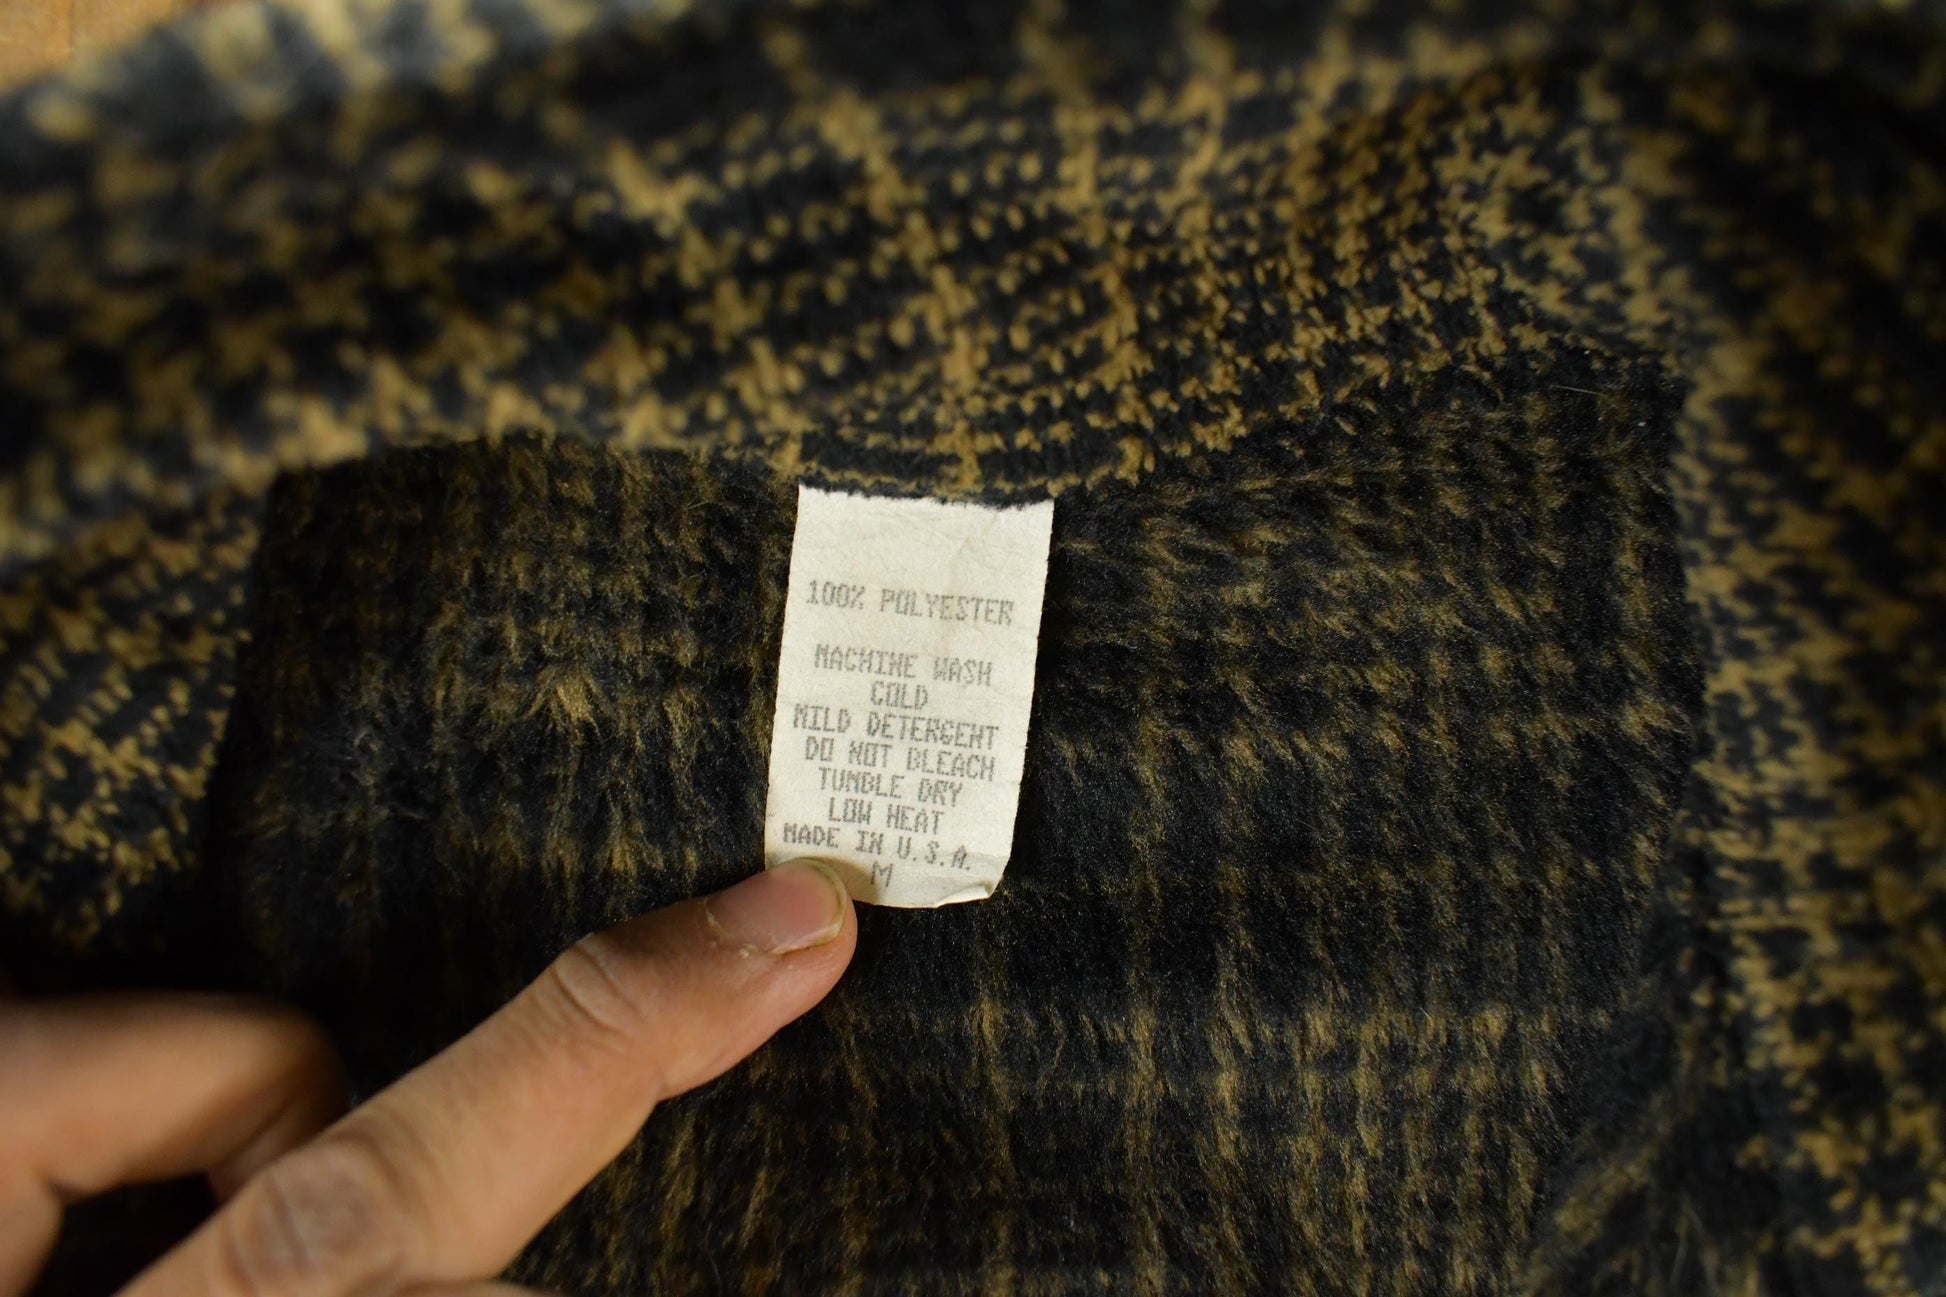 100% POLYESTER
MACHINE WASH
COLD
MILD DETERGENT
DO NOT BLEACH
TUMBLE DRY
LOW HEAT
MADE IN U.S.A.
M